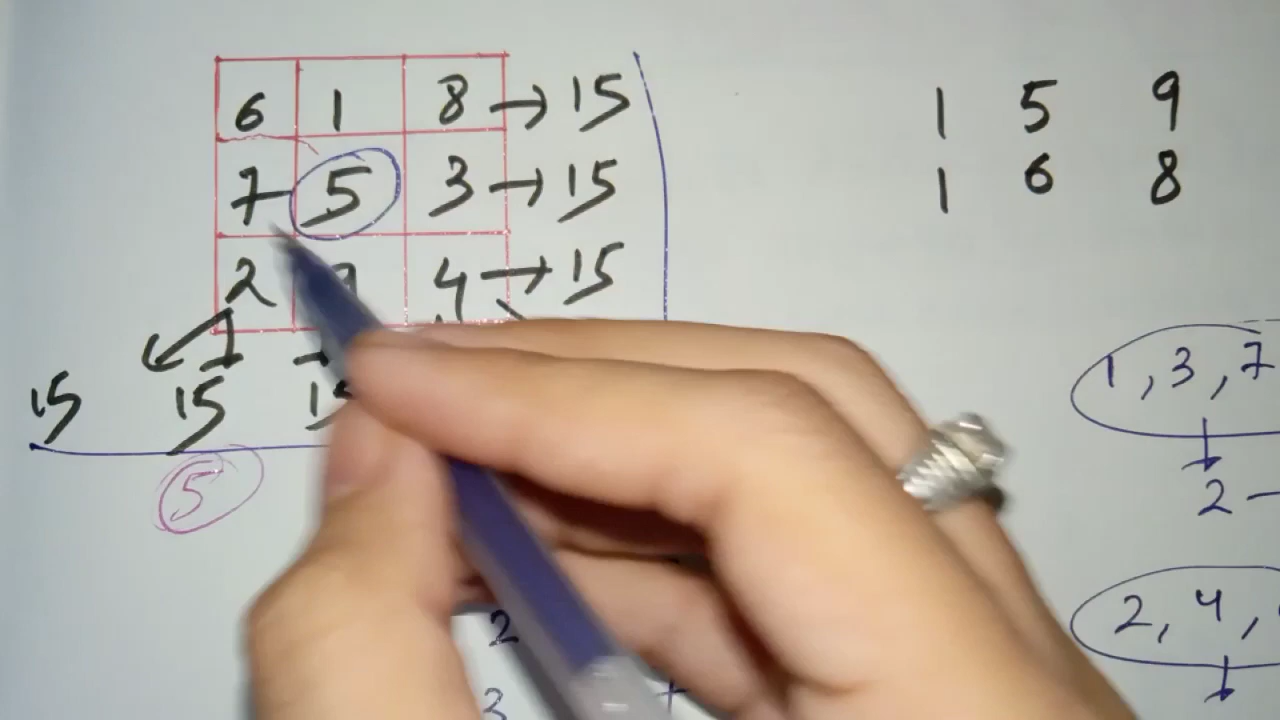 6 1 8 → 15
7 5 3 → 15
2 4 → 15
15 15
5
1 5 9
1 6 8
1, 3, 7
2 -
2, 4,
2
3